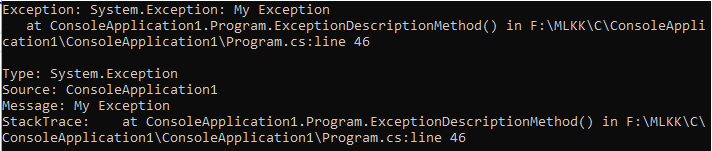 Exception: System.Exception: My Exception
   at ConsoleApplication1.Program.ExceptionDescriptionMethod() in F:\MLKK\C\ConsoleAppli
cation1\ConsoleApplication1\Program.cs:line 46
Type: System.Exception
Source: ConsoleApplication1
Message: My Exception
StackTrace:    at ConsoleApplication1.Program.ExceptionDescriptionMethod() in F:\MLKK\C\
ConsoleApplication1\ConsoleApplication1\Program.cs:line 46